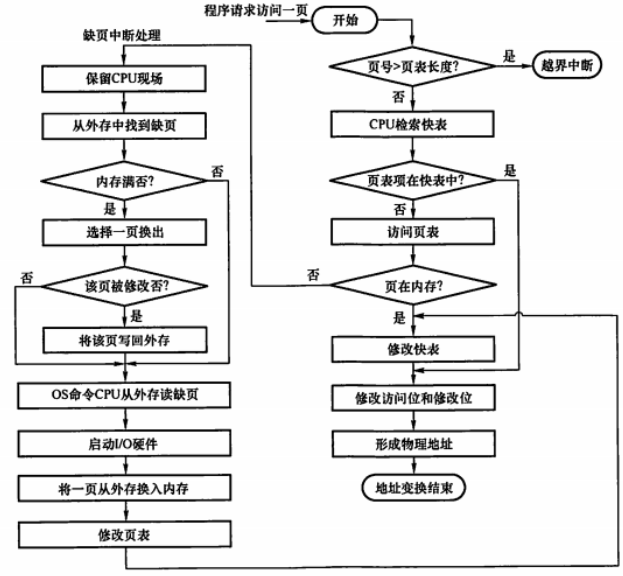 程序请求访问一页
开始
缺页中断处理
页号>页表长度?
是
越界中断
否
保留CPU现场
CPU检索快表
从外存中找到缺页
页表项在快表中?
是
否
内存满否?
否
是
访问页表
选择一页换出
页在内存?
否
是
该页被修改否?
否
是
将该页写回外存
修改快表
OS命令CPU从外存读缺页
修改访问位和修改位
启动I/O硬件
形成物理地址
将一页从外存换入内存
地址变换结束
修改页表